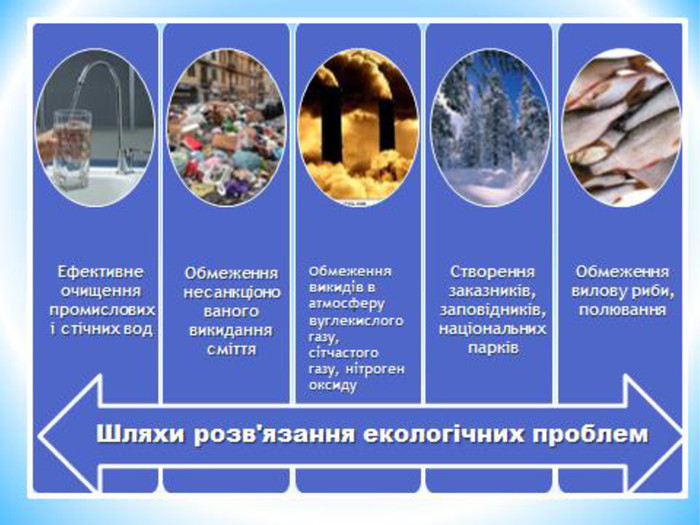 Ефективне
очищення
промислових
і стічних вод
Обмеження
несанкціоно
ваного
викидання
сміття
Обмеження
викидів в
атмосферу
вуглекислого
газу,
сітчастого
газу, нітроген
оксиду
Створення
заказників,
заповідників,
національних
парків
Обмеження
вилову риби,
полювання
Шляхи розв'язання екологічних проблем